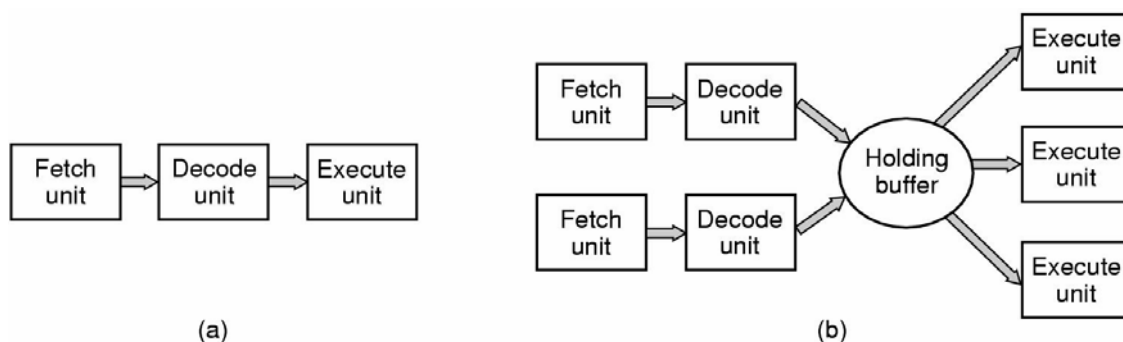 Fetch
unit
Decode
unit
Execute
unit
(a)
Fetch
unit
Decode
unit
Fetch
unit
Decode
unit
Holding
buffer
Execute
unit
Execute
unit
Execute
unit
(b)